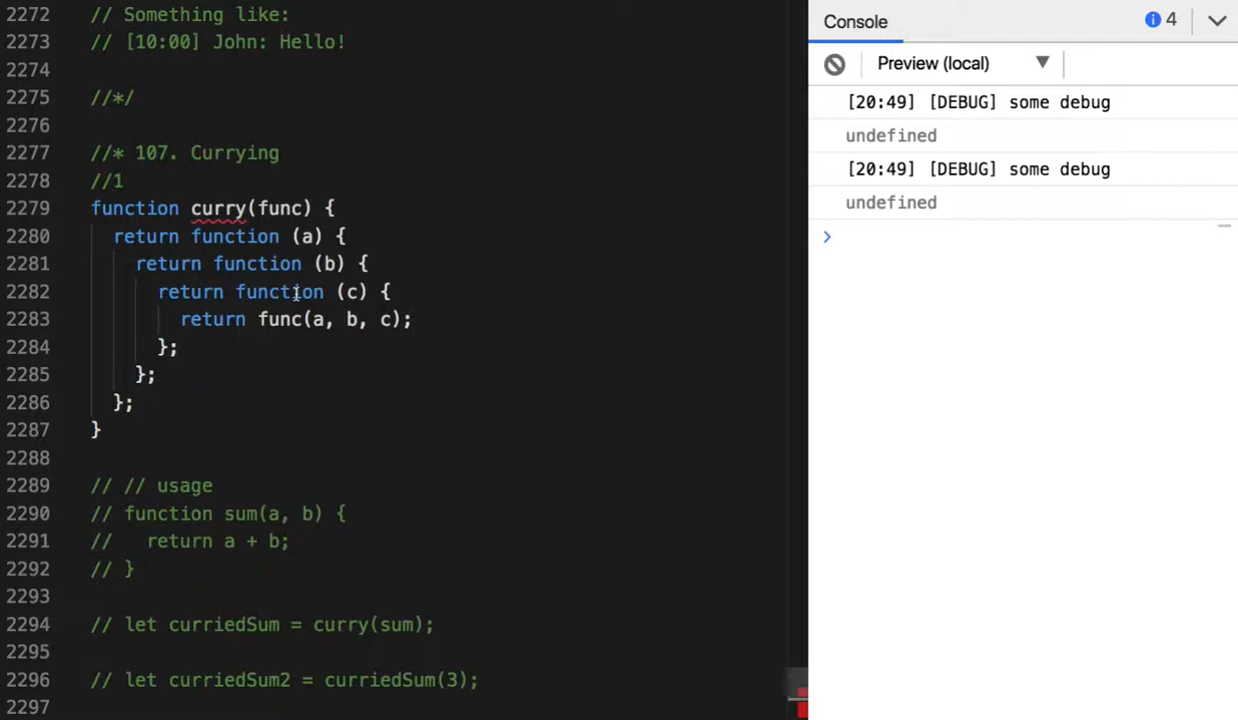 2272 // Something like:
2273 // [10:00] John: Hello!
2274
2275 //*/
2276
2277 //* 107. Currying
2278 //1
2279 function curry(func) {
2280   return function (a) {
2281     return function (b) {
2282       return function (c) {
2283         return func(a, b, c);
2284       };
2285     };
2286   };
2287 }
2288
2289 // // usage
2290 // function sum(a, b) {
2291 //   return a + b;
2292 // }
2293
2294 // let curriedSum = curry(sum);
2295
2296 // let curriedSum2 = curriedSum(3);
2297
Console 4
Preview (local) ▼
[20:49] [DEBUG] some debug
undefined
[20:49] [DEBUG] some debug
undefined
>